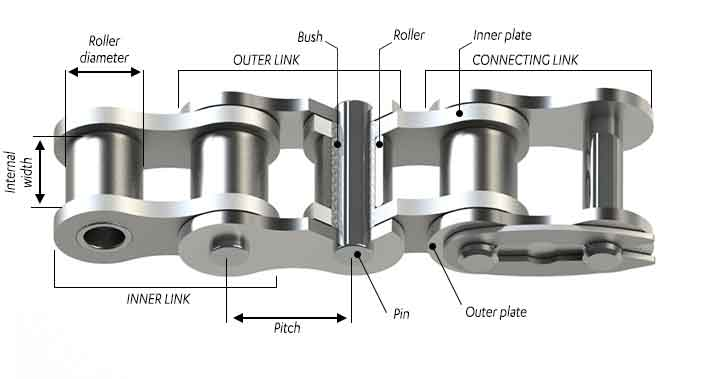 Roller
diameter
Bush
Roller
Inner plate
OUTER LINK
CONNECTING LINK
Internal
width
INNER LINK
Pitch
Pin
Outer plate